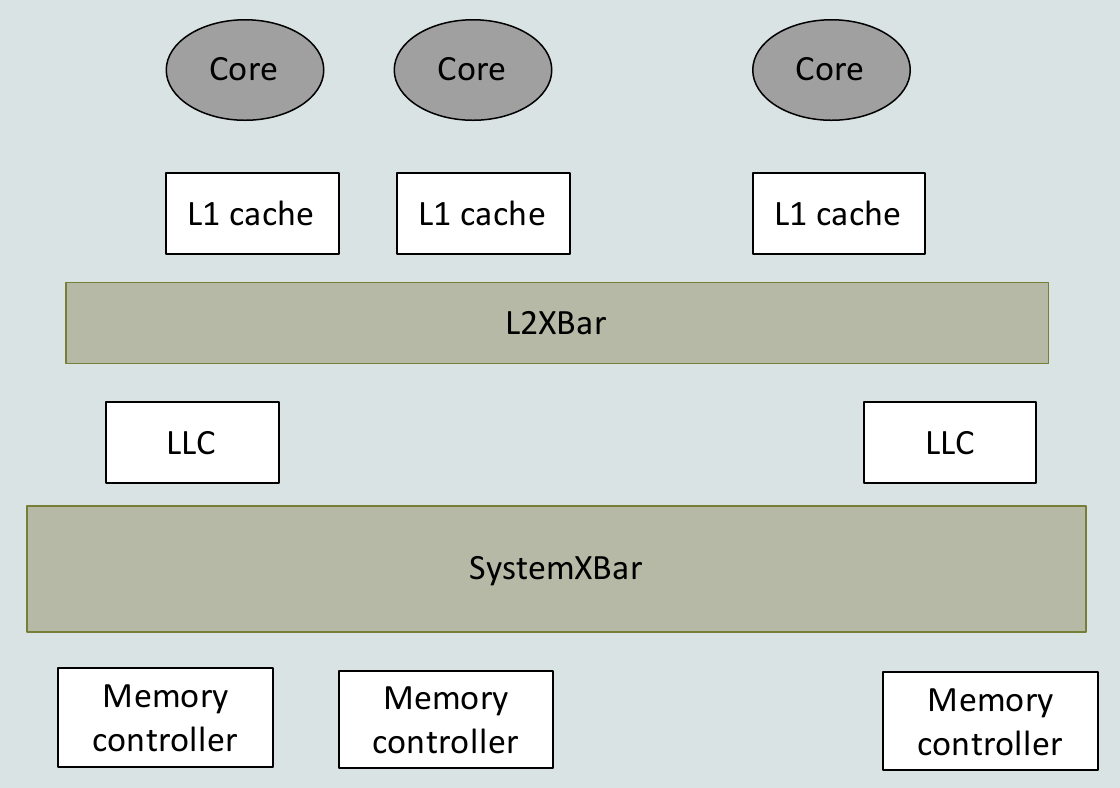 Core
Core
Core
L1 cache
L1 cache
L1 cache
L2XBar
LLC
LLC
SystemXBar
Memory
controller
Memory
controller
Memory
controller